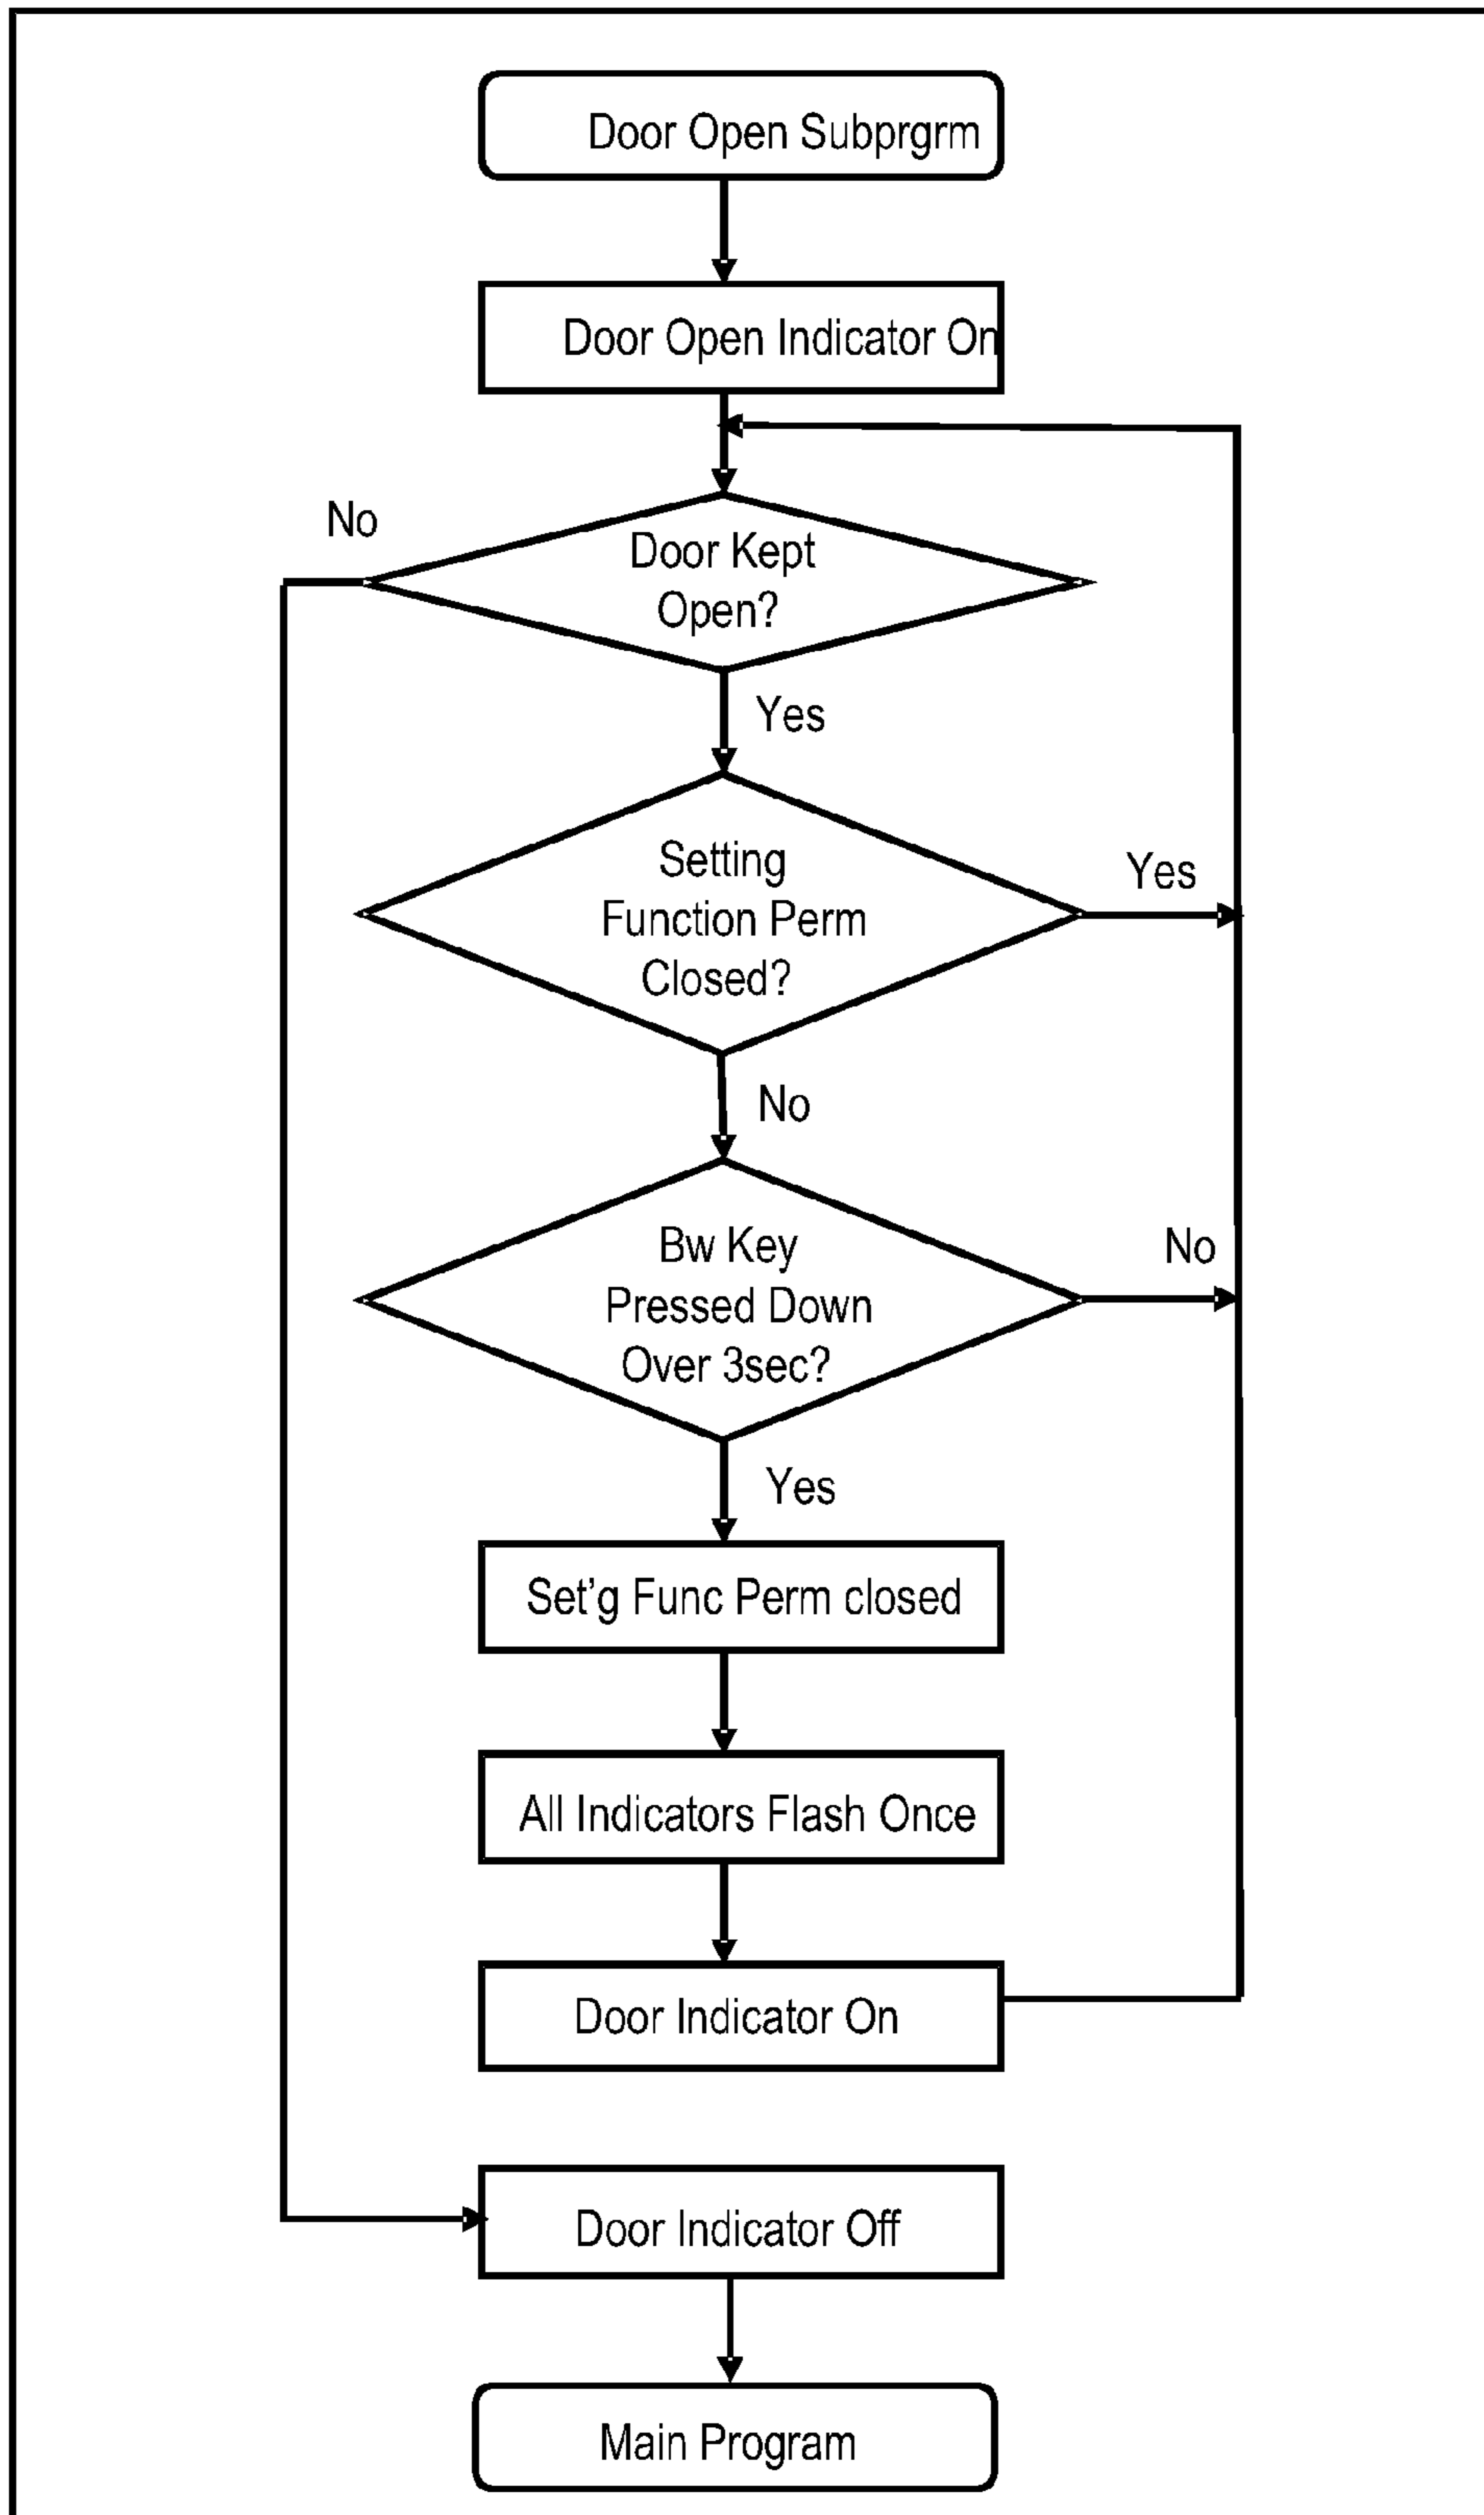 Door Open Subprgrm
Door Open Indicator On
No
Door Kept
Open?
Yes
Setting
Function Perm
Closed?
Yes
No
Bw Key
Pressed Down
Over 3sec?
No
Yes
Set'g Func Perm closed
All Indicators Flash Once
Door Indicator On
Door Indicator Off
Main Program